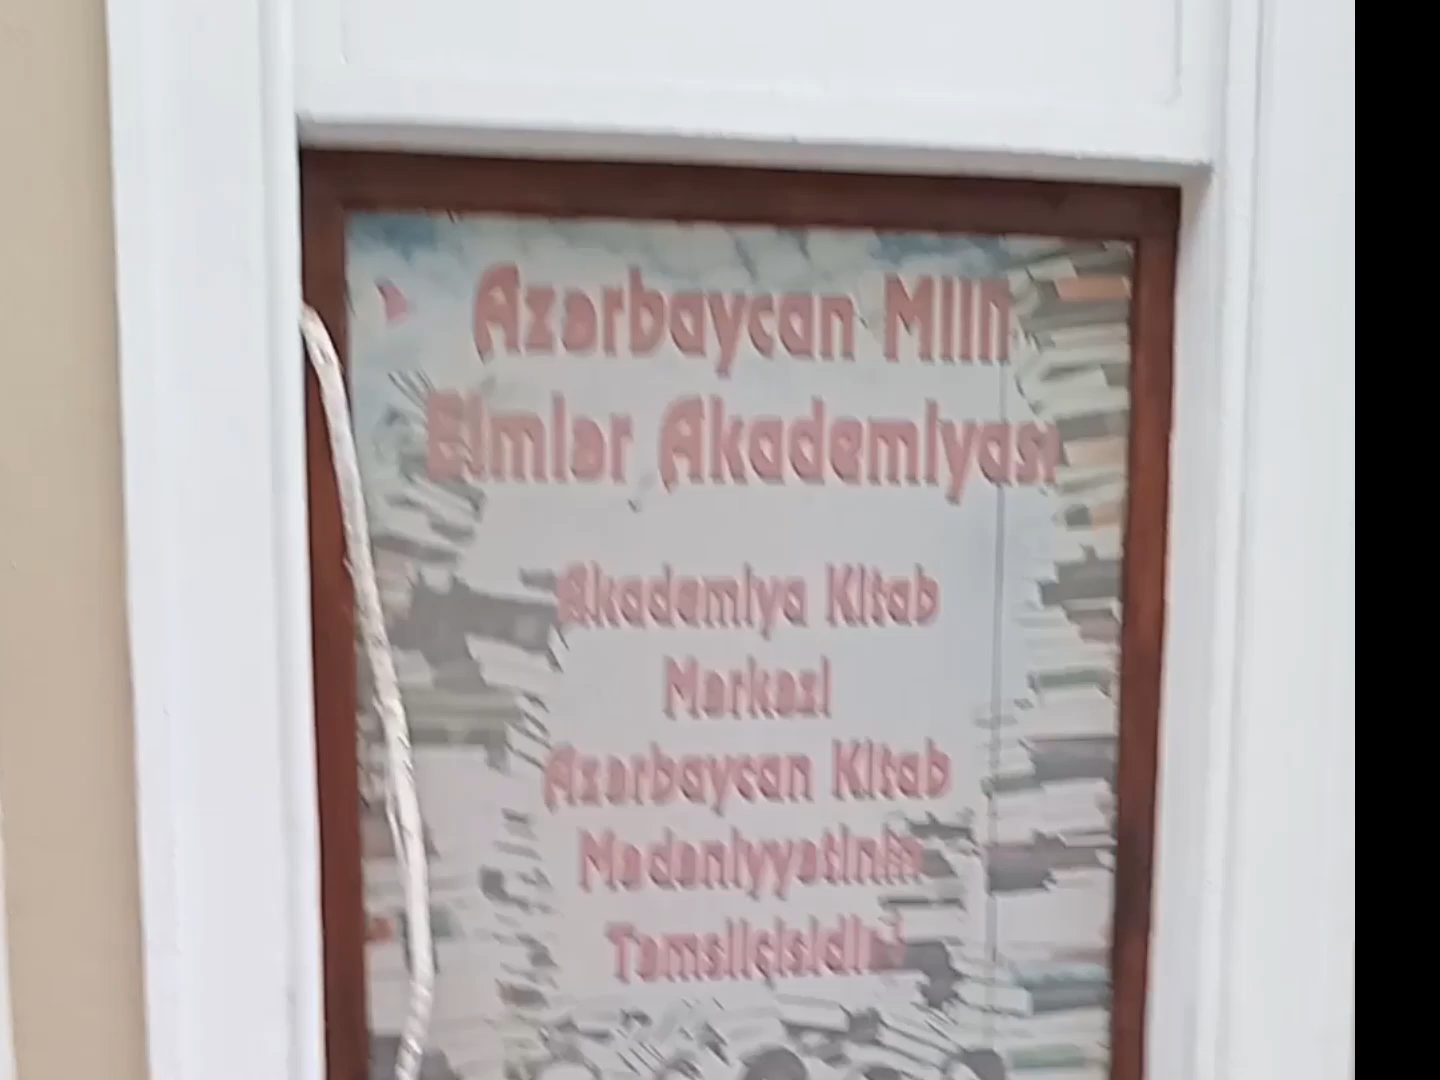 Azərbaycan Milli
Elmlər Akademiyası
Akademiya Kitab
Mərkəzi
Azərbaycan Kitab
Mədəniyyətinin
Təmsilçisidir!